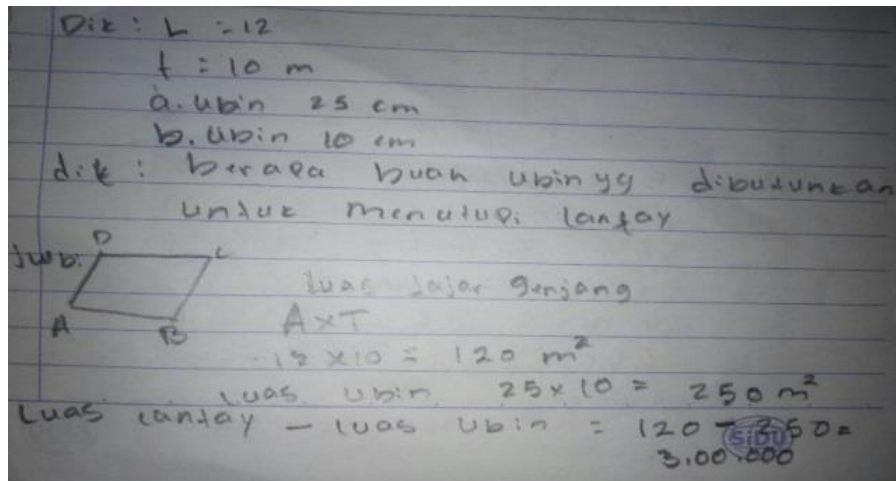 Dik : L = 12
t = 10 m
a. ubin 25 cm
b. ubin 10 cm
dik : berapa buah ubin yg dibutuhkan
untuk menutupi lantay
Jwb: D C
A B
luas jajar genjang
A x T
12 x 10 = 120 m²
Luas ubin 25 x 10 = 250 m²
Luas lantay - luas ubin = 120 - 250 =
SiDU
3.00.000